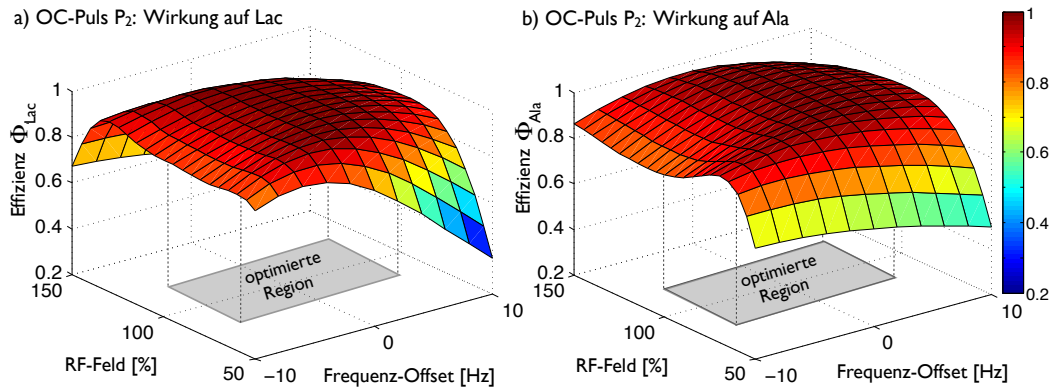 a) OC-Puls P₂: Wirkung auf Lac
Effizienz Φ_Lac
1
0.8
0.6
0.4
0.2
150
100
50
RF-Feld [%]
−10
0
10
Frequenz-Offset [Hz]
optimierte
Region
b) OC-Puls P₂: Wirkung auf Ala
Effizienz Φ_Ala
1
0.8
0.6
0.4
0.2
150
100
50
RF-Feld [%]
−10
0
10
Frequenz-Offset [Hz]
optimierte
Region
1
0.8
0.6
0.4
0.2